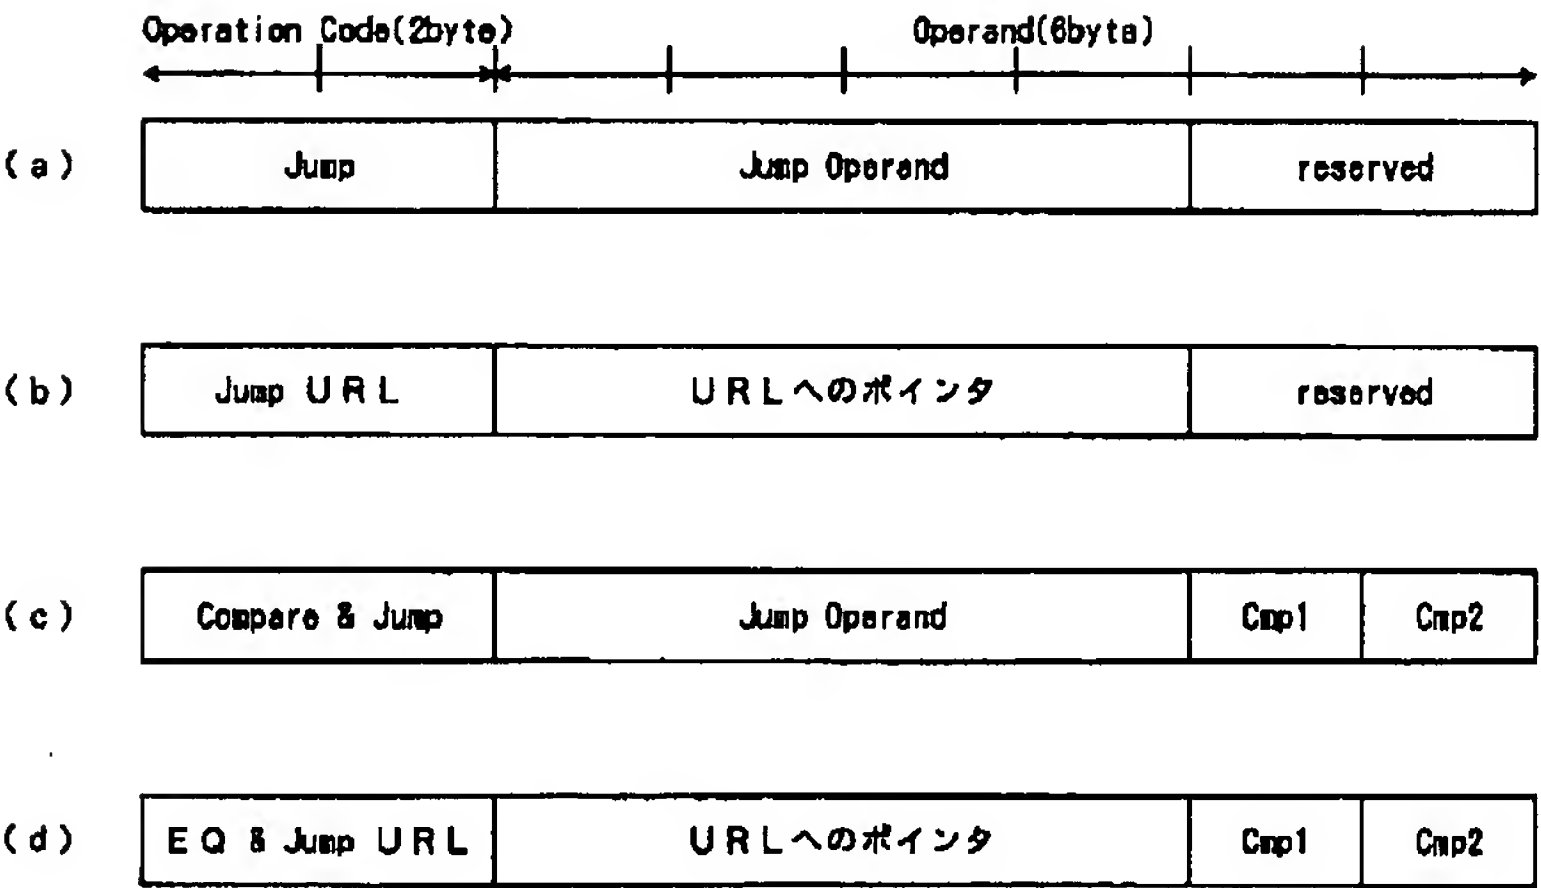 Operation Code(2byte) Operand(6byte)
(a) Jump Jump Operand reserved
(b) Jump URL URLへのポインタ reserved
(c) Compare & Jump Jump Operand Cmp1 Cmp2
(d) EQ & Jump URL URLへのポインタ Cmp1 Cmp2